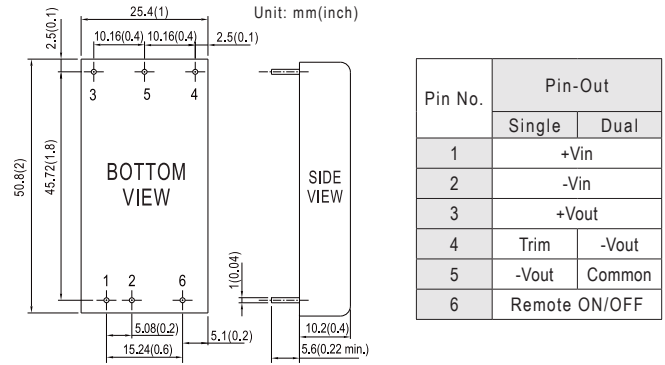 Unit: mm(inch)
25.4(1)
2.5(0.1)
10.16(0.4) 10.16(0.4) 2.5(0.1)
3 5 4
50.8(2)
45.72(1.8)
BOTTOM
VIEW
SIDE
VIEW
1 2 6
1(0.04)
5.08(0.2)
5.1(0.2)
15.24(0.6)
10.2(0.4)
5.6(0.22 min.)
Pin No. Pin-Out
Single Dual
1 +Vin
2 -Vin
3 +Vout
4 Trim -Vout
5 -Vout Common
6 Remote ON/OFF